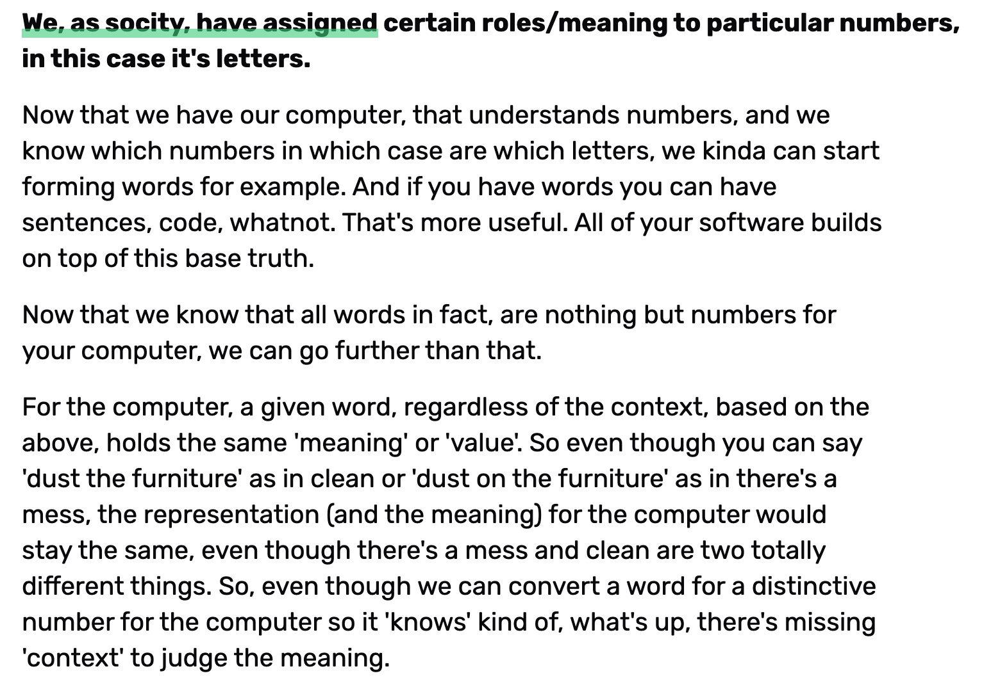 We, as socity, have assigned certain roles/meaning to particular numbers,
in this case it's letters.
Now that we have our computer, that understands numbers, and we
know which numbers in which case are which letters, we kinda can start
forming words for example. And if you have words you can have
sentences, code, whatnot. That's more useful. All of your software builds
on top of this base truth.
Now that we know that all words in fact, are nothing but numbers for
your computer, we can go further than that.
For the computer, a given word, regardless of the context, based on the
above, holds the same 'meaning' or 'value'. So even though you can say
'dust the furniture' as in clean or 'dust on the furniture' as in there's a
mess, the representation (and the meaning) for the computer would
stay the same, even though there's a mess and clean are two totally
different things. So, even though we can convert a word for a distinctive
number for the computer so it 'knows' kind of, what's up, there's missing
'context' to judge the meaning.